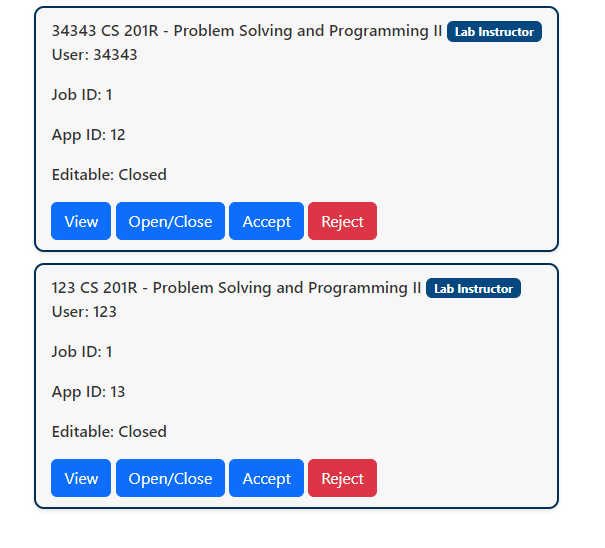 34343 CS 201R - Problem Solving and Programming II Lab Instructor
User: 34343
Job ID: 1
App ID: 12
Editable: Closed
View Open/Close Accept Reject
123 CS 201R - Problem Solving and Programming II Lab Instructor
User: 123
Job ID: 1
App ID: 13
Editable: Closed
View Open/Close Accept Reject